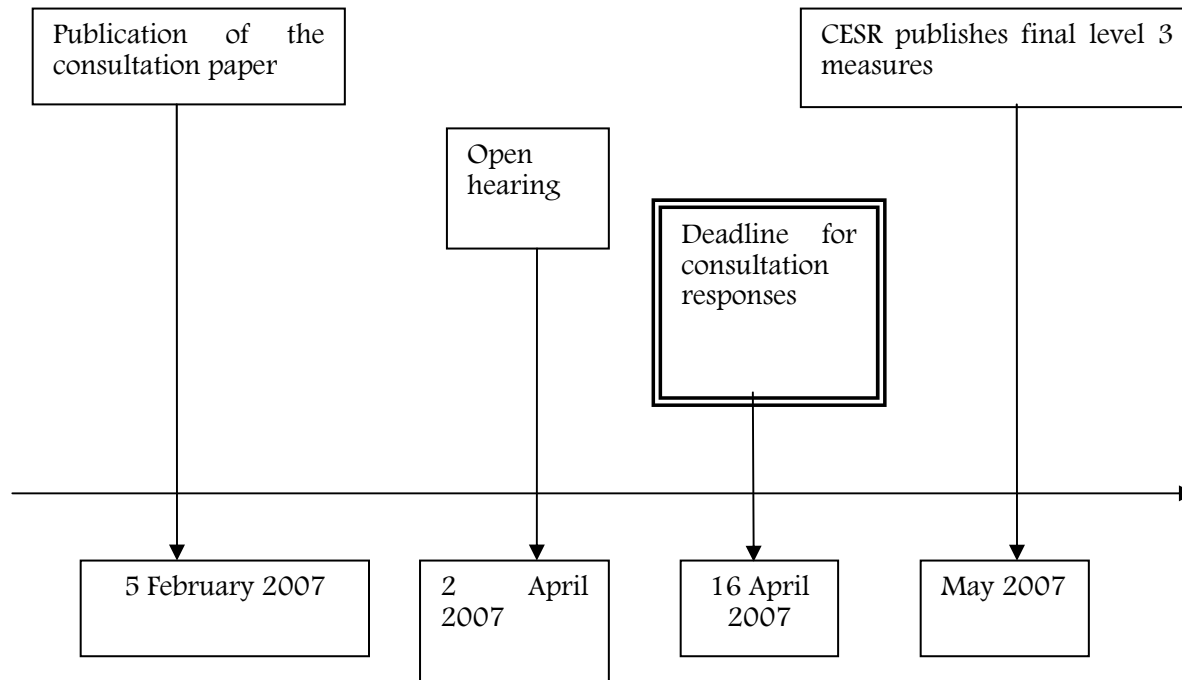 Publication of the
consultation paper
CESR publishes final level 3
measures
Open
hearing
Deadline for
consultation
responses
5 February 2007
2 April
2007
16 April
2007
May 2007